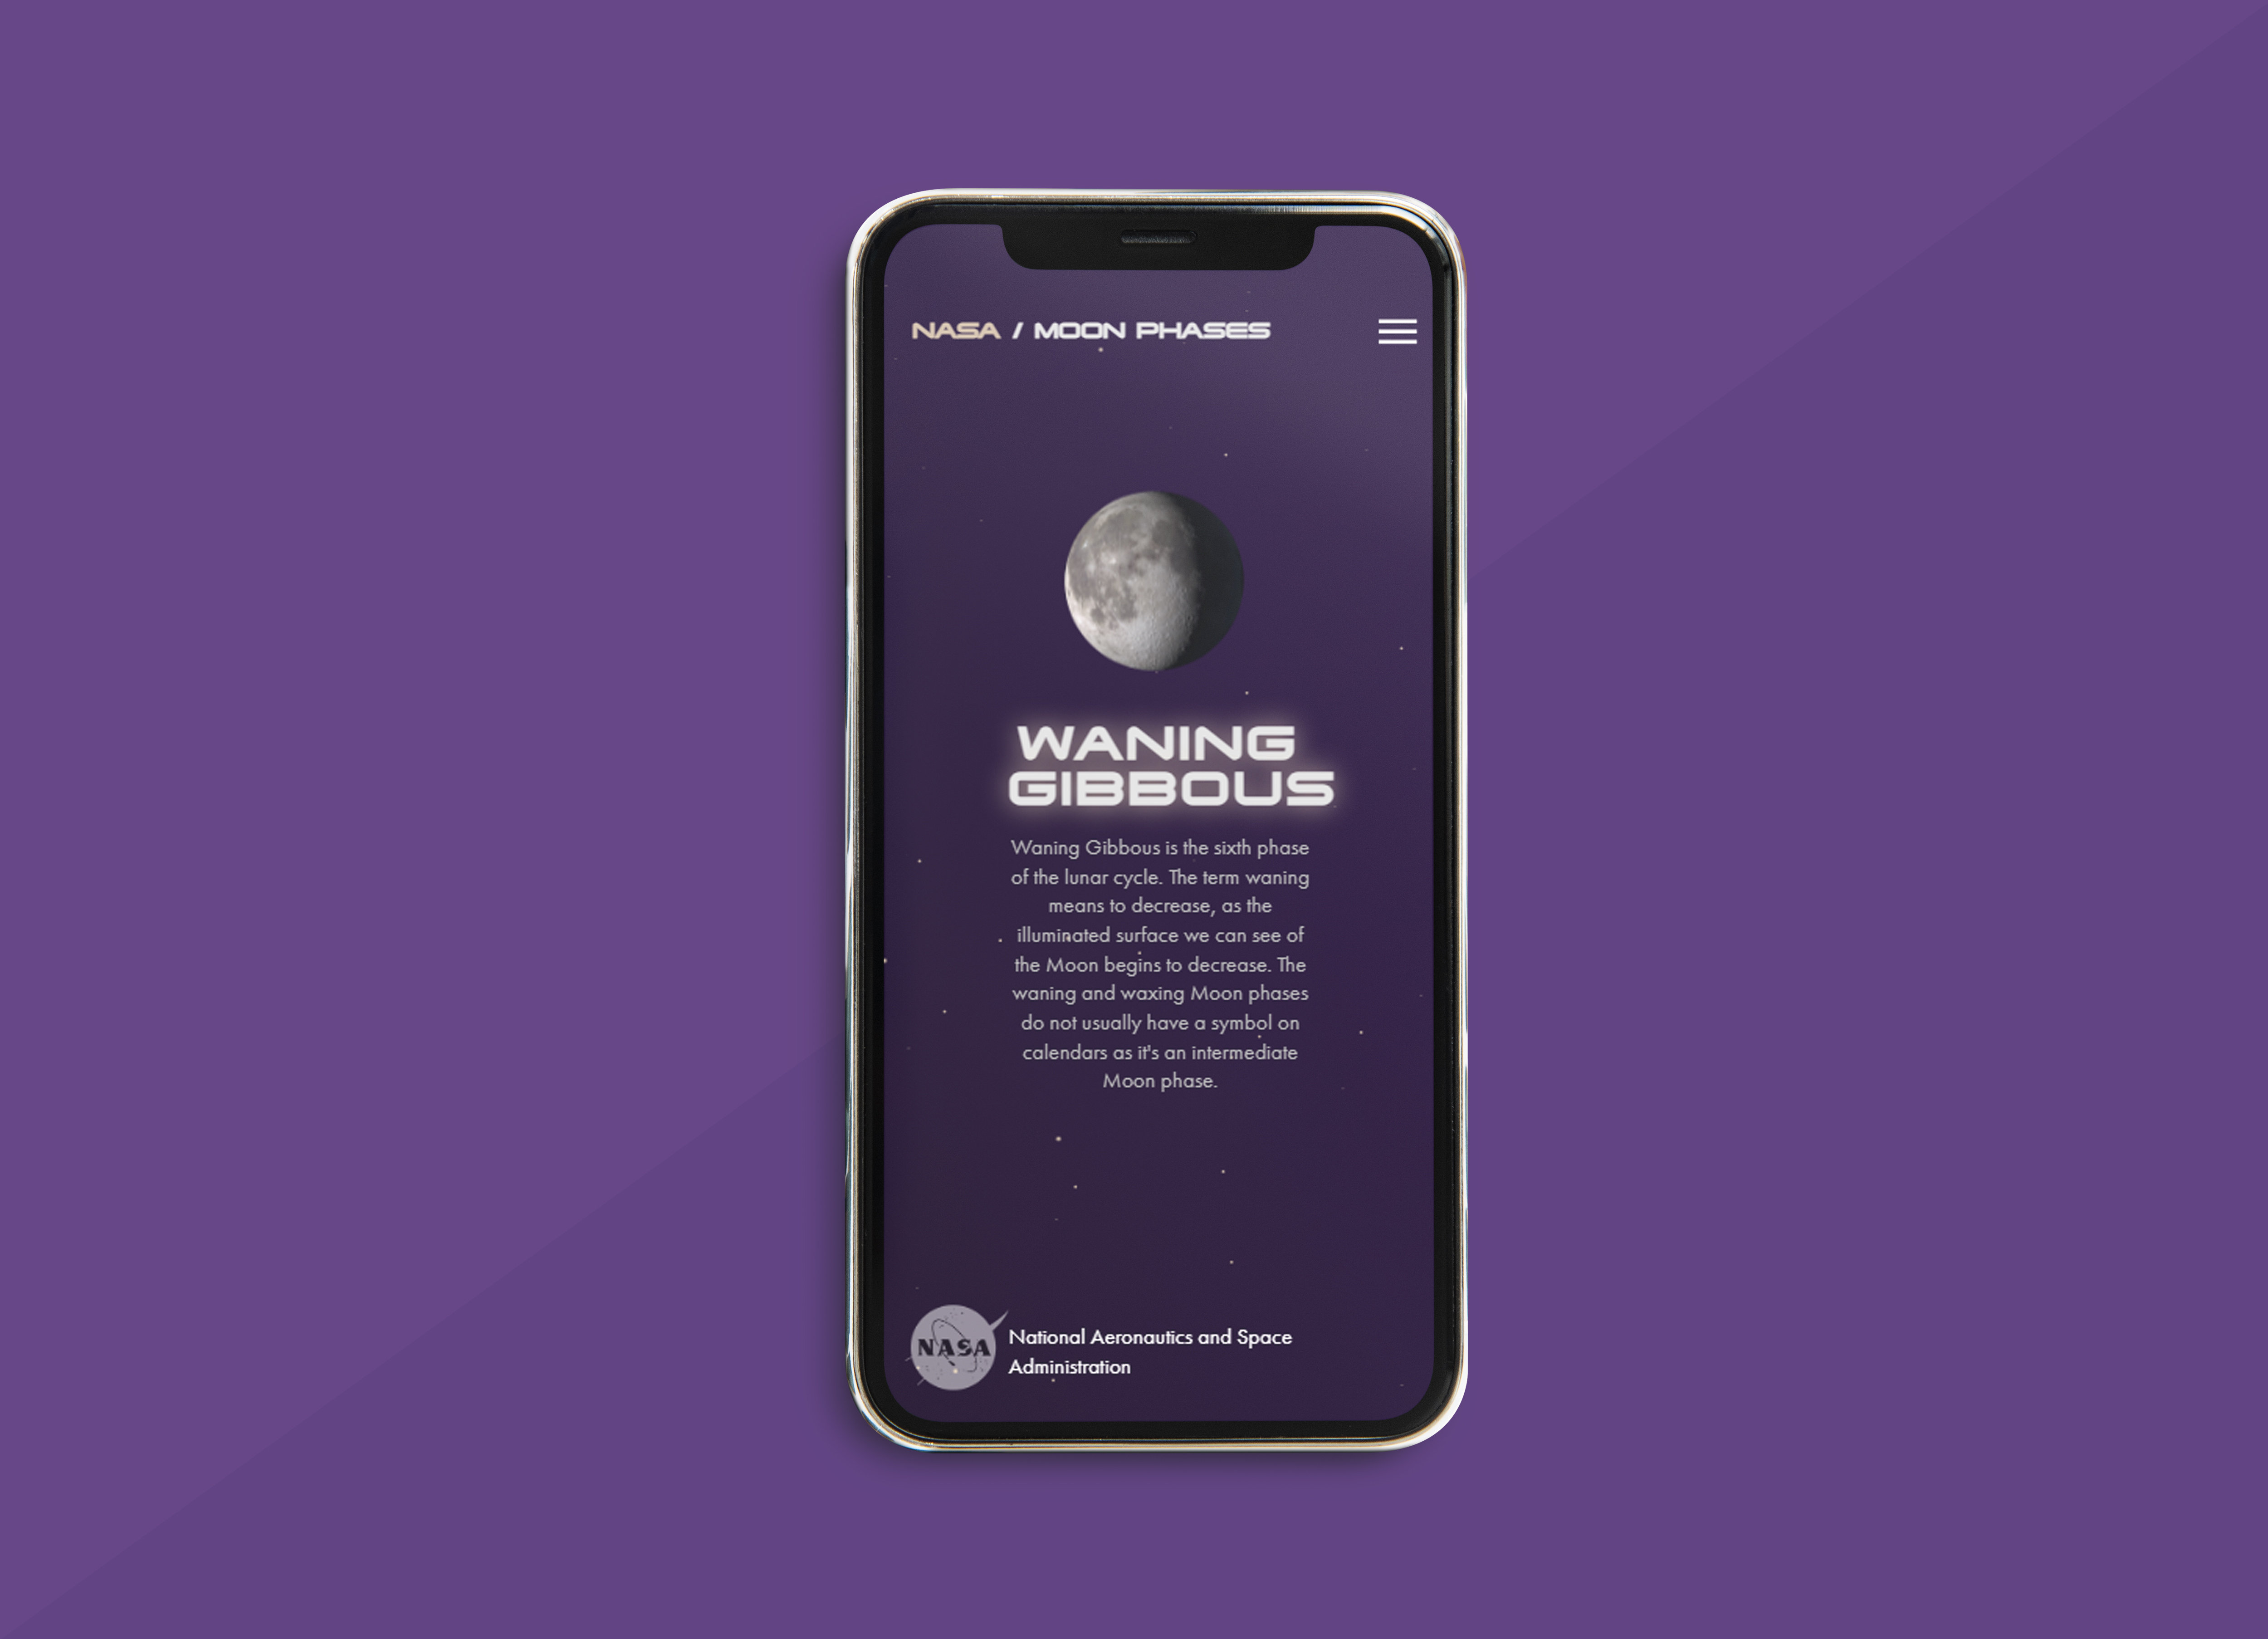 NASA / MOON PHASES
WANING
GIBBOUS
Waning Gibbous is the sixth phase
of the lunar cycle. The term waning
means to decrease, as the
illuminated surface we can see of
the Moon begins to decrease. The
waning and waxing Moon phases
do not usually have a symbol on
calendars as it's an intermediate
Moon phase.
NASA
National Aeronautics and Space
Administration